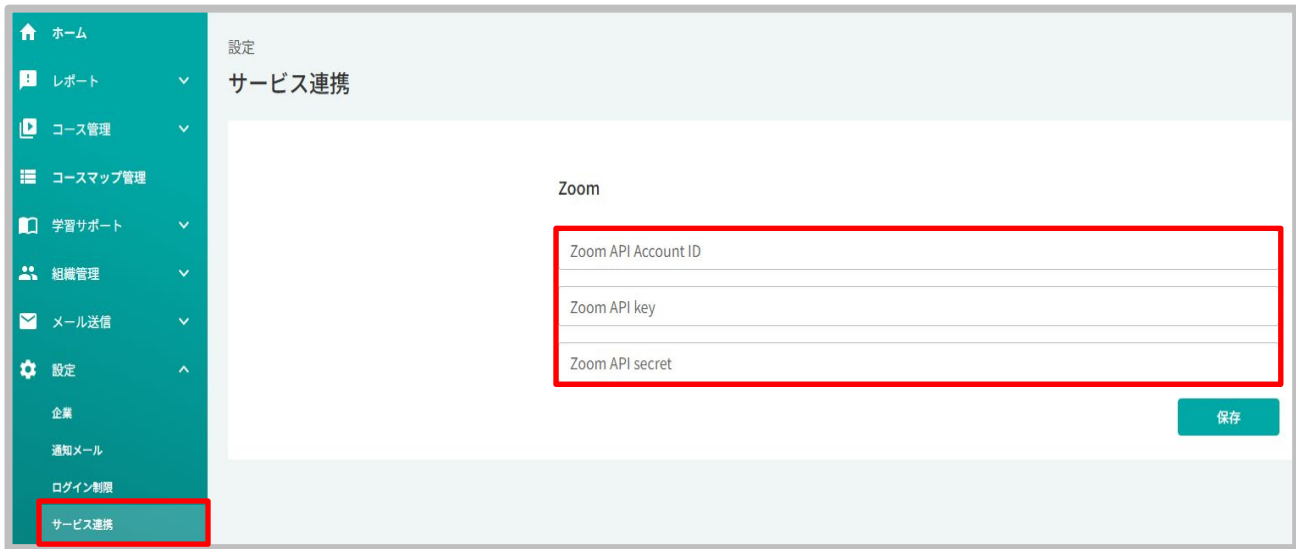 ホーム
レポート
コース管理
コースマップ管理
学習サポート
組織管理
メール送信
設定
企業
通知メール
ログイン制限
サービス連携
設定
サービス連携
Zoom
Zoom API Account ID
Zoom API key
Zoom API secret
保存